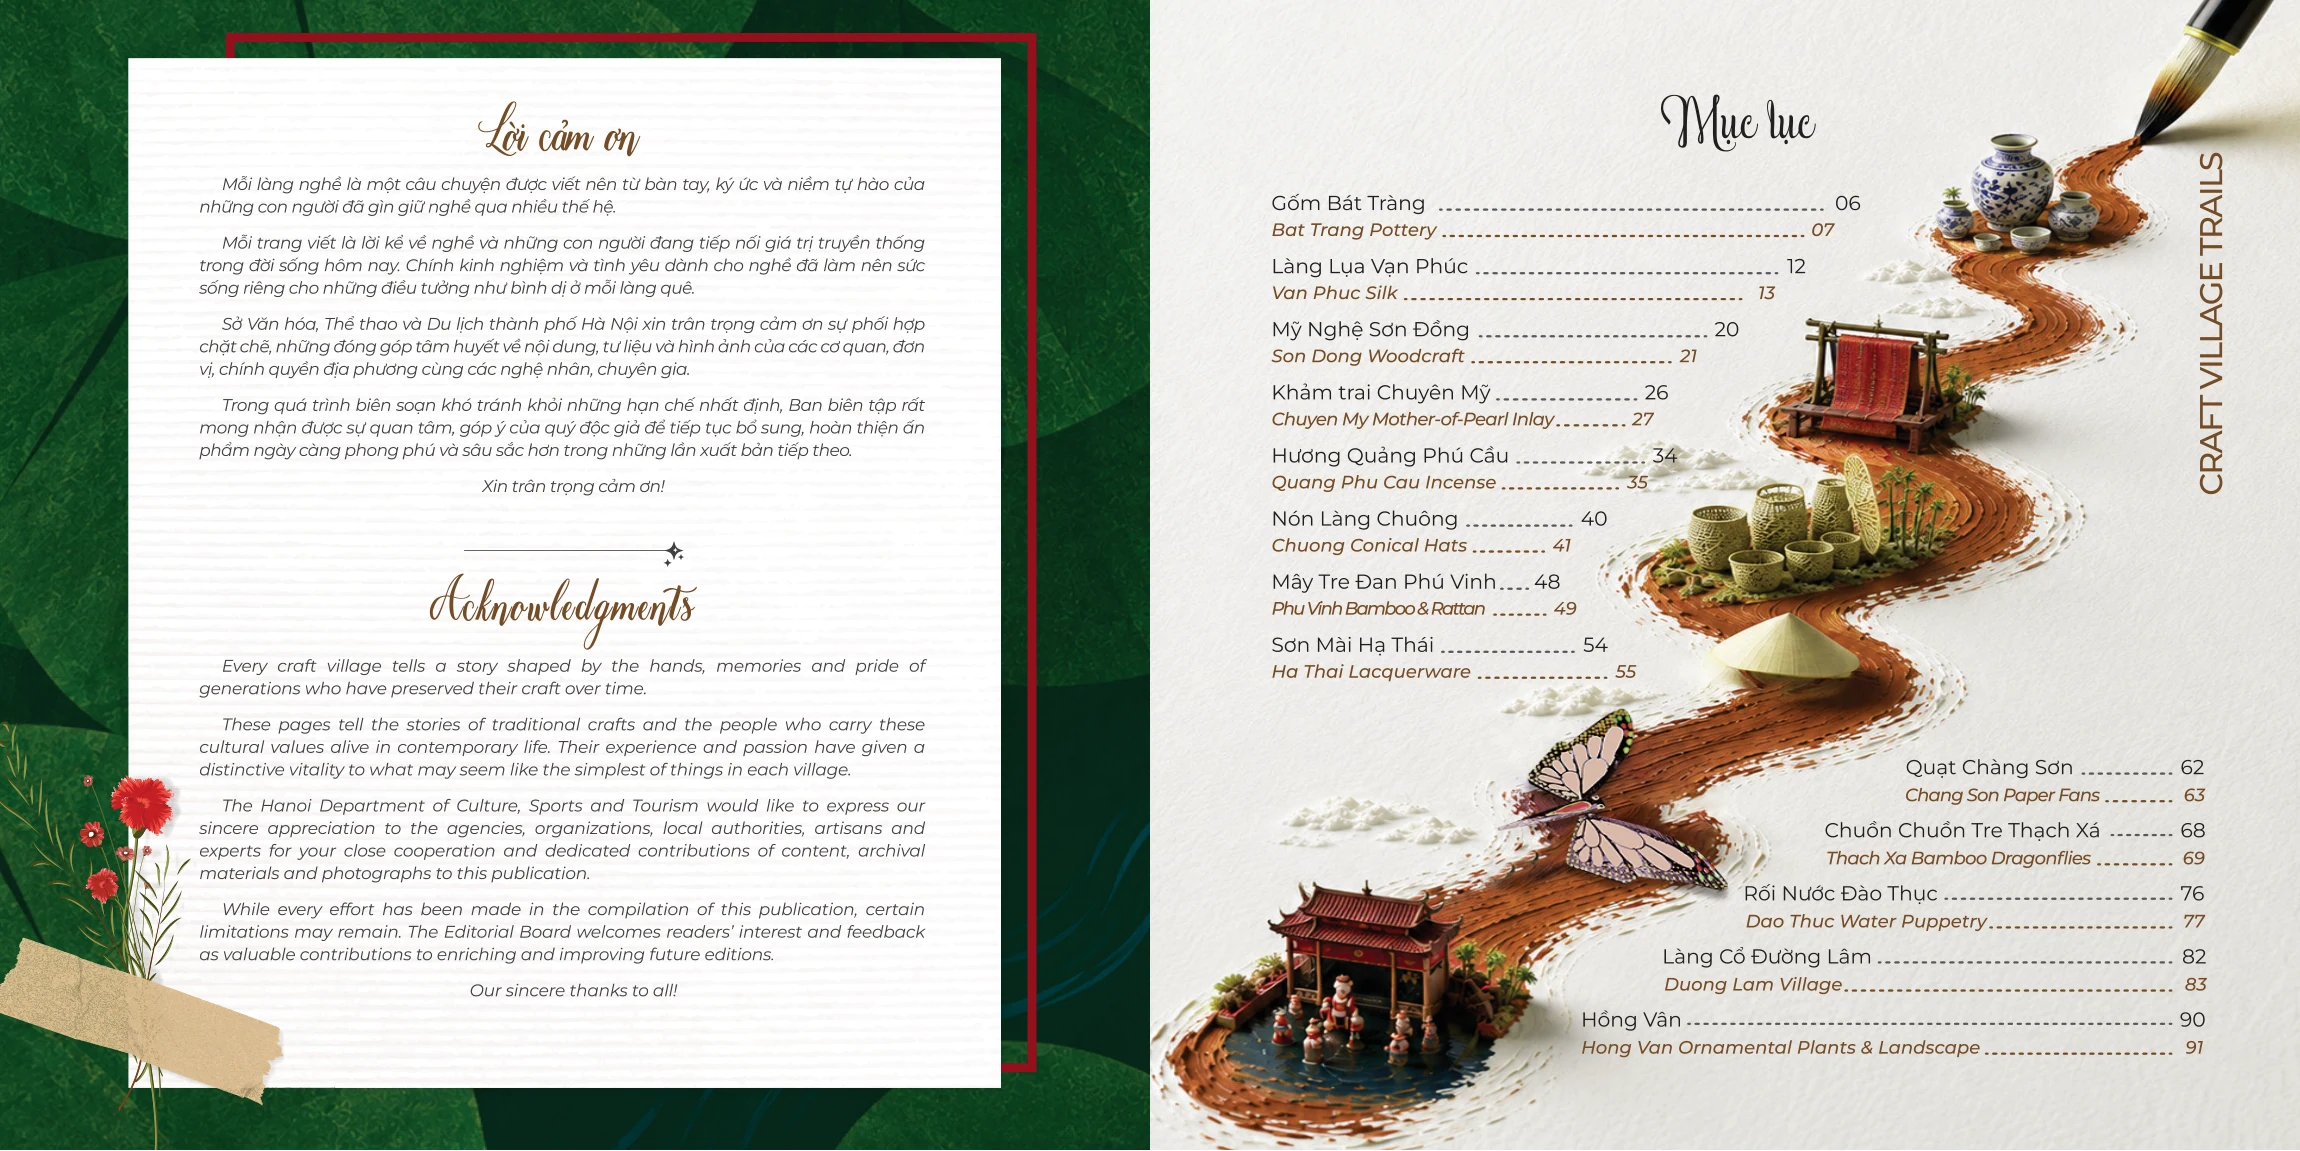 Lời cảm ơn
Mỗi làng nghề là một câu chuyện được viết nên từ bàn tay, ký ức và niềm tự hào của
những con người đã gìn giữ nghề qua nhiều thế hệ.
Mỗi trang viết là lời kể về nghề và những con người đang tiếp nối giá trị truyền thống
trong đời sống hôm nay. Chính kinh nghiệm và tình yêu dành cho nghề đã làm nên sức
sống riêng cho những điều tưởng như bình dị ở mỗi làng quê.
Sở Văn hóa, Thể thao và Du lịch thành phố Hà Nội xin trân trọng cảm ơn sự phối hợp
chặt chẽ, những đóng góp tâm huyết về nội dung, tư liệu và hình ảnh của các cơ quan, đơn
vị, chính quyền địa phương cùng các nghệ nhân, chuyên gia.
Trong quá trình biên soạn khó tránh khỏi những hạn chế nhất định, Ban biên tập rất
mong nhận được sự quan tâm, góp ý của quý độc giả để tiếp tục bổ sung, hoàn thiện ấn
phẩm ngày càng phong phú và sâu sắc hơn trong những lần xuất bản tiếp theo.
Xin trân trọng cảm ơn!
Acknowledgments
Every craft village tells a story shaped by the hands, memories and pride of
generations who have preserved their craft over time.
These pages tell the stories of traditional crafts and the people who carry these
cultural values alive in contemporary life. Their experience and passion have given a
distinctive vitality to what may seem like the simplest of things in each village.
The Hanoi Department of Culture, Sports and Tourism would like to express our
sincere appreciation to the agencies, organizations, local authorities, artisans and
experts for your close cooperation and dedicated contributions of content, archival
materials and photographs to this publication.
While every effort has been made in the compilation of this publication, certain
limitations may remain. The Editorial Board welcomes readers’ interest and feedback
as valuable contributions to enriching and improving future editions.
Our sincere thanks to all!
Mục lục
Gốm Bát Tràng 06
Bat Trang Pottery 07
Làng Lụa Vạn Phúc 12
Van Phuc Silk 13
Mỹ Nghệ Sơn Đồng 20
Son Dong Woodcraft 21
Khảm trai Chuyên Mỹ 26
Chuyen My Mother-of-Pearl Inlay 27
Hương Quảng Phú Cầu 34
Quang Phu Cau Incense 35
Nón Làng Chuông 40
Chuong Conical Hats 41
Mây Tre Đan Phú Vinh 48
Phu Vinh Bamboo & Rattan 49
Sơn Mài Hạ Thái 54
Ha Thai Lacquerware 55
Quạt Chàng Sơn 62
Chang Son Paper Fans 63
Chuồn Chuồn Tre Thạch Xá 68
Thach Xa Bamboo Dragonflies 69
Rối Nước Đào Thục 76
Dao Thuc Water Puppetry 77
Làng Cổ Đường Lâm 82
Duong Lam Village 83
Hồng Vân 90
Hong Van Ornamental Plants & Landscape 91
CRAFT VILLAGE TRAILS